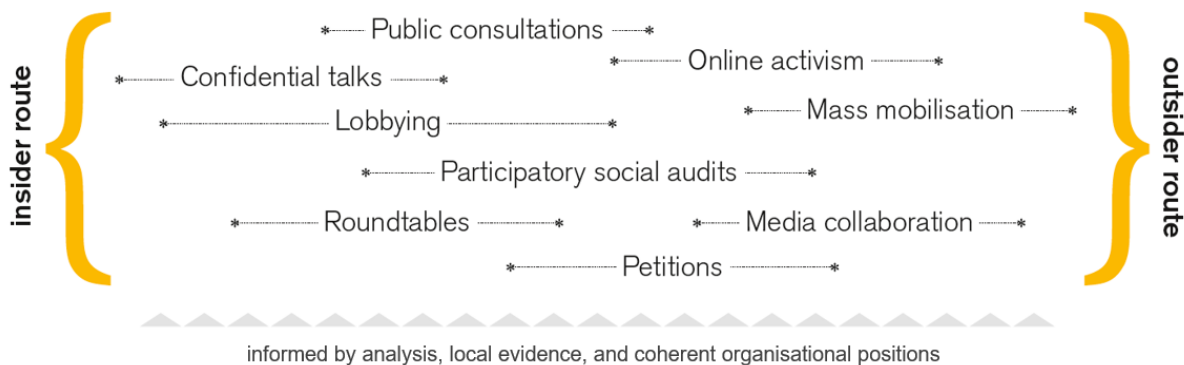 insider route
Public consultations
Online activism
Confidential talks
Mass mobilisation
Lobbying
Participatory social audits
Roundtables
Media collaboration
Petitions
outsider route
informed by analysis, local evidence, and coherent organisational positions